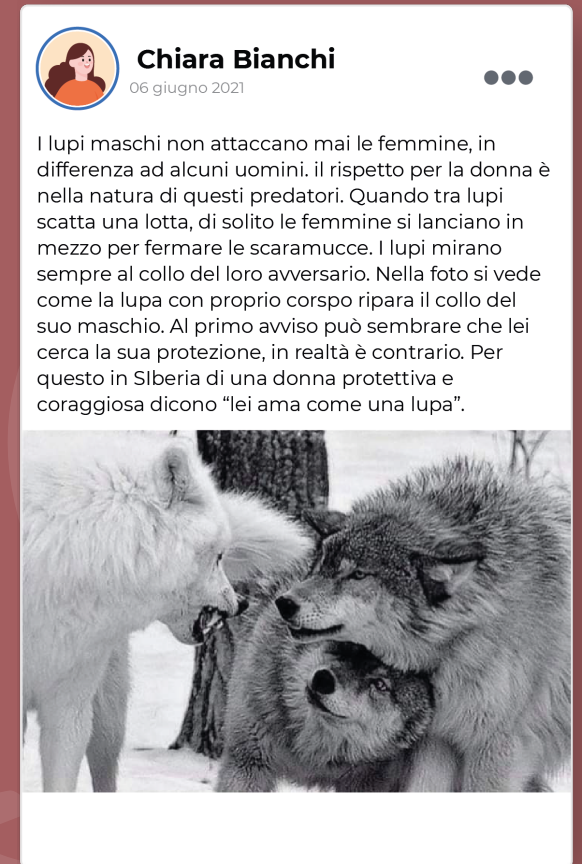 Chiara Bianchi
06 giugno 2021
I lupi maschi non attaccano mai le femmine, in
differenza ad alcuni uomini. il rispetto per la donna è
nella natura di questi predatori. Quando tra lupi
scatta una lotta, di solito le femmine si lanciano in
mezzo per fermare le scaramucce. I lupi mirano
sempre al collo del loro avversario. Nella foto si vede
come la lupa con proprio corspo ripara il collo del
suo maschio. Al primo avviso può sembrare che lei
cerca la sua protezione, in realtà è contrario. Per
questo in SIberia di una donna protettiva e
coraggiosa dicono “lei ama come una lupa”.